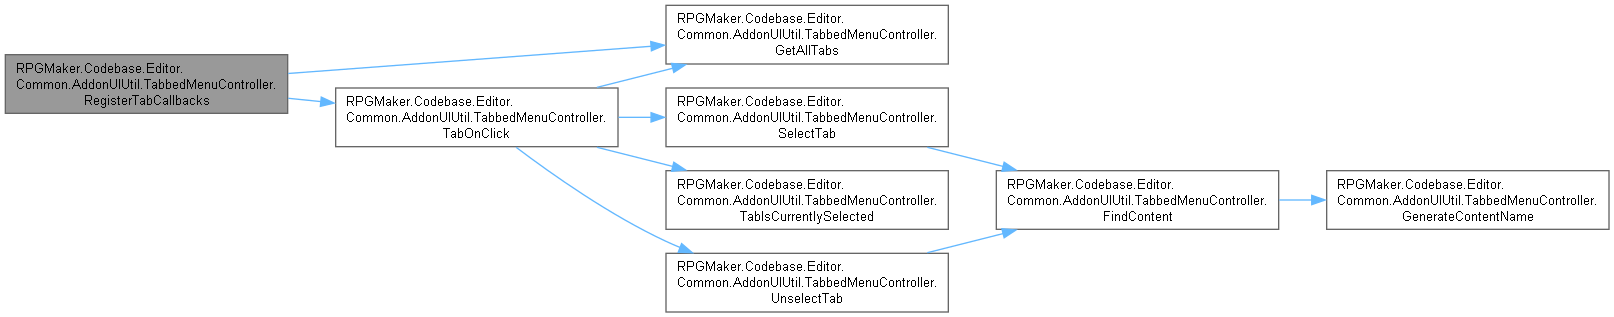 RPGMaker.Codebase.Editor.
Common.AddonUIUtil.TabbedMenuController.
RegisterTabCallbacks
RPGMaker.Codebase.Editor.
Common.AddonUIUtil.TabbedMenuController.
TabOnClick
RPGMaker.Codebase.Editor.
Common.AddonUIUtil.TabbedMenuController.
GetAllTabs
RPGMaker.Codebase.Editor.
Common.AddonUIUtil.TabbedMenuController.
SelectTab
RPGMaker.Codebase.Editor.
Common.AddonUIUtil.TabbedMenuController.
TabIsCurrentlySelected
RPGMaker.Codebase.Editor.
Common.AddonUIUtil.TabbedMenuController.
UnselectTab
RPGMaker.Codebase.Editor.
Common.AddonUIUtil.TabbedMenuController.
FindContent
RPGMaker.Codebase.Editor.
Common.AddonUIUtil.TabbedMenuController.
GenerateContentName